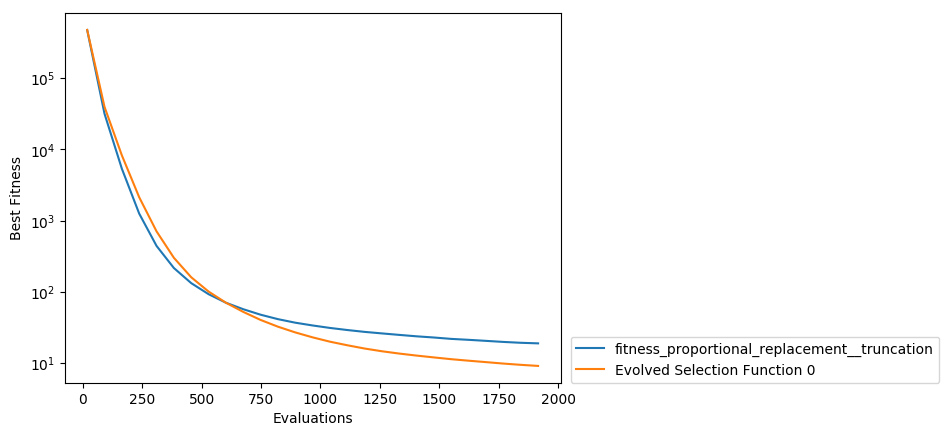 Best Fitness
10^5
10^4
10^3
10^2
10^1
0 250 500 750 1000 1250 1500 1750 2000
Evaluations
fitness_proportional_replacement__truncation
Evolved Selection Function 0